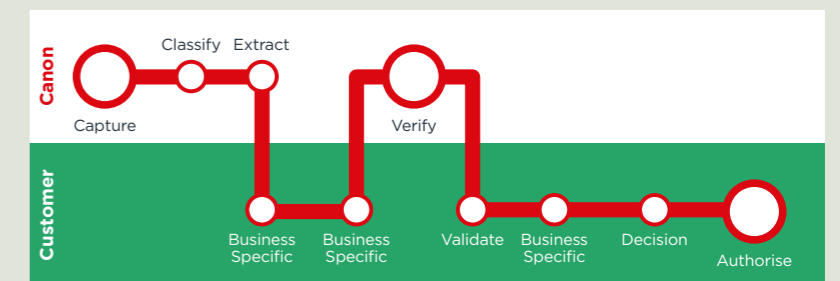 Canon
Classify Extract
Capture
Verify
Customer
Business
Specific
Business
Specific
Validate
Business
Specific
Decision
Authorise